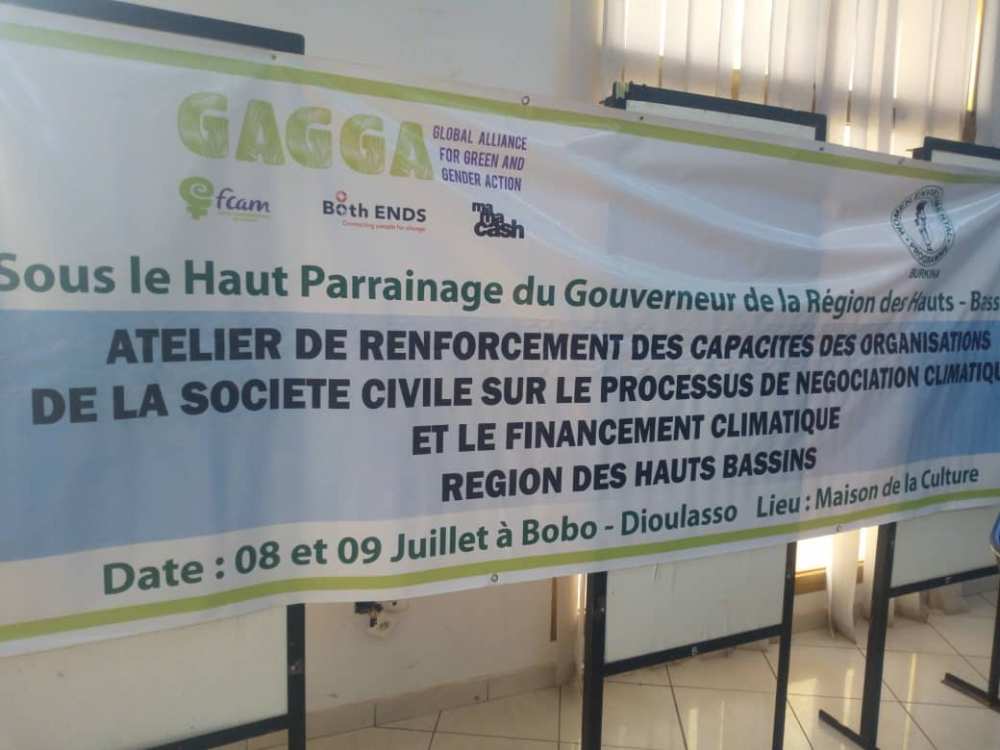 GAGGA
GLOBAL ALLIANCE
FOR GREEN AND
GENDER ACTION
fcam
Both ENDS
Connecting people for change
ma
ma
cash
BURKINA
Sous le Haut Parrainage du Gouverneur de la Région des Hauts - Bass
ATELIER DE RENFORCEMENT DES CAPACITES DES ORGANISATIONS
DE LA SOCIETE CIVILE SUR LE PROCESSUS DE NEGOCIATION CLIMATIQU
ET LE FINANCEMENT CLIMATIQUE
REGION DES HAUTS BASSINS
Date : 08 et 09 Juillet à Bobo - Dioulasso Lieu : Maison de la Culture